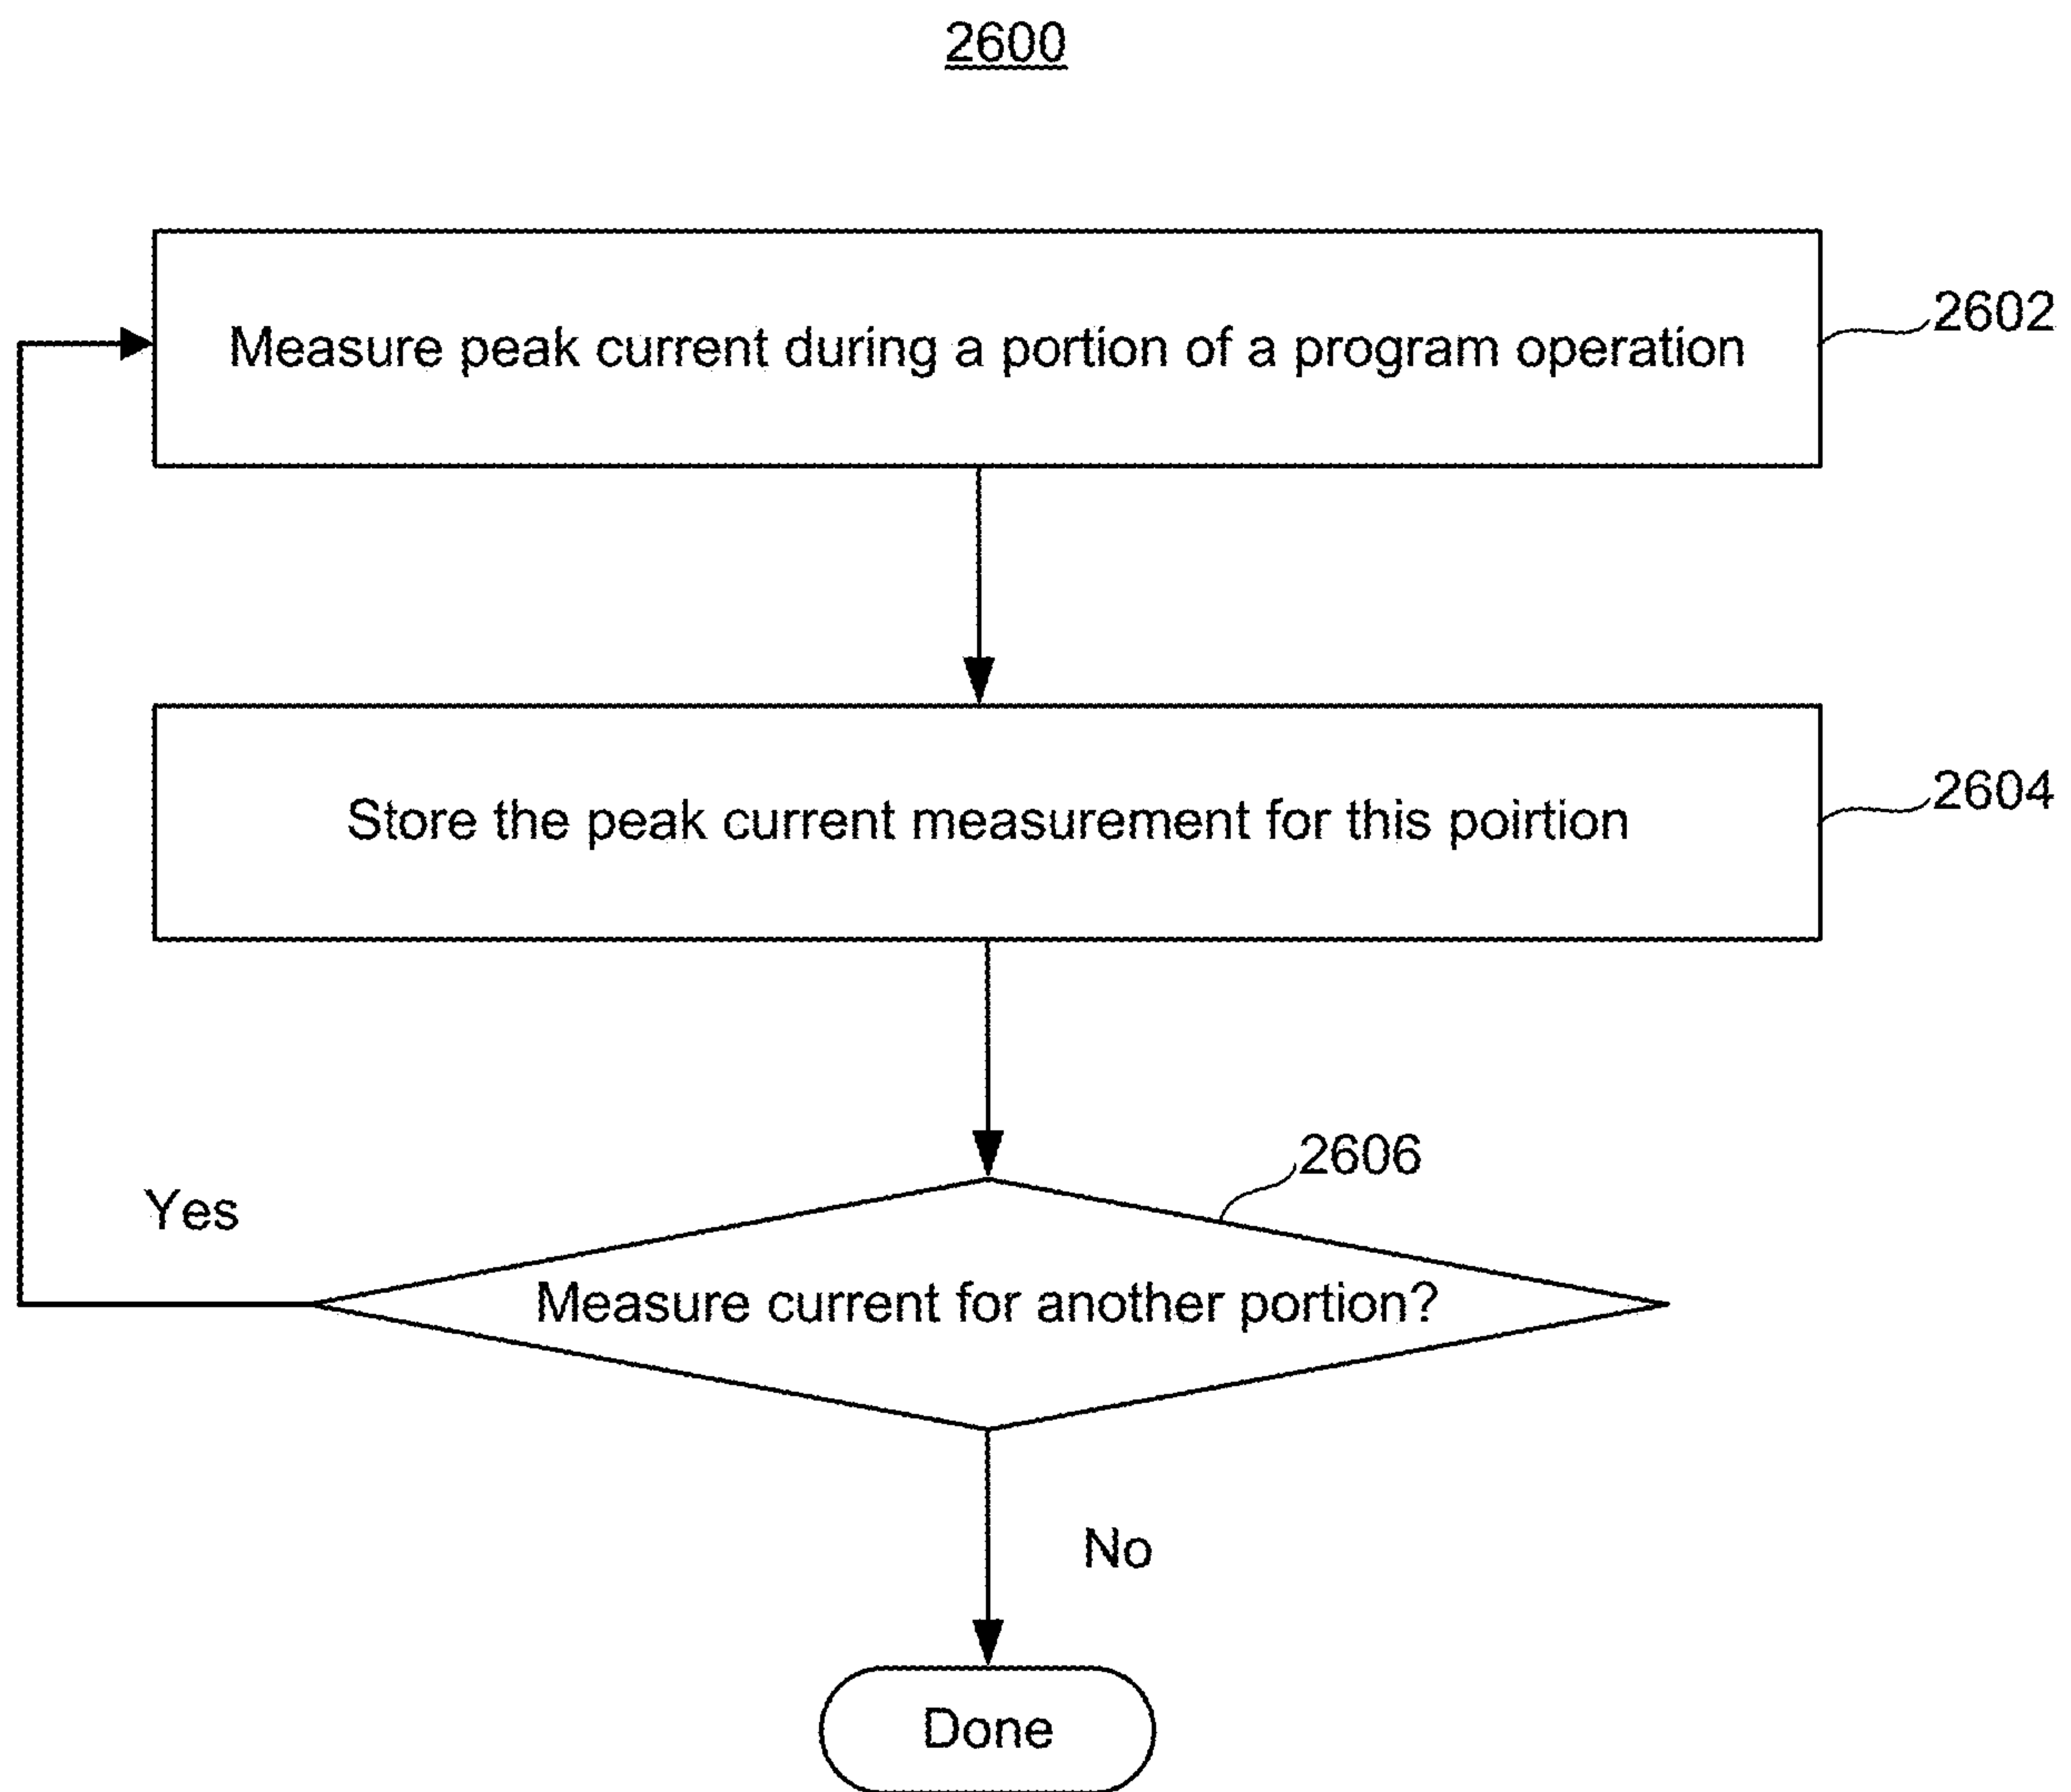 2600
Measure peak current during a portion of a program operation
2602
Store the peak current measurement for this poirtion
2604
2606
Yes
Measure current for another portion?
No
Done